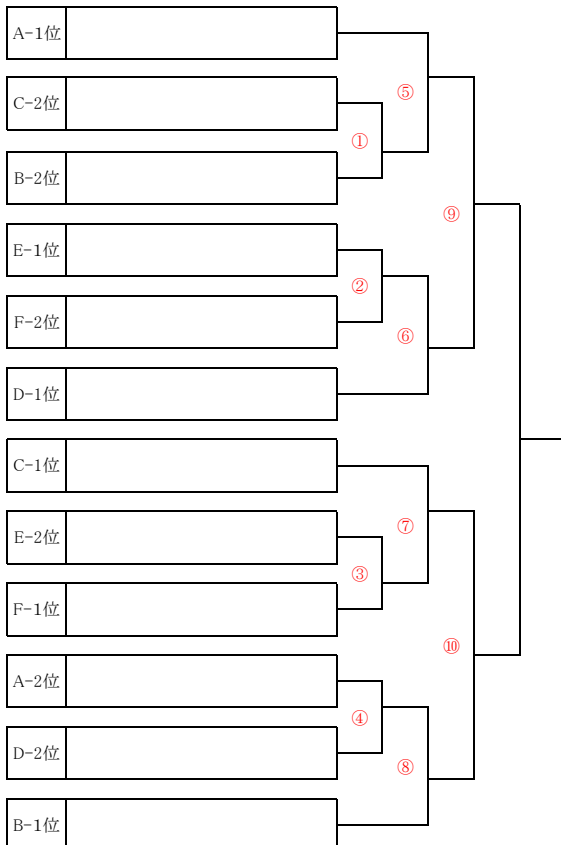 A-1位
⑤
C-2位
①
B-2位
⑨
E-1位
②
F-2位
⑥
D-1位
C-1位
⑦
E-2位
③
F-1位
⑩
A-2位
④
D-2位
⑧
B-1位